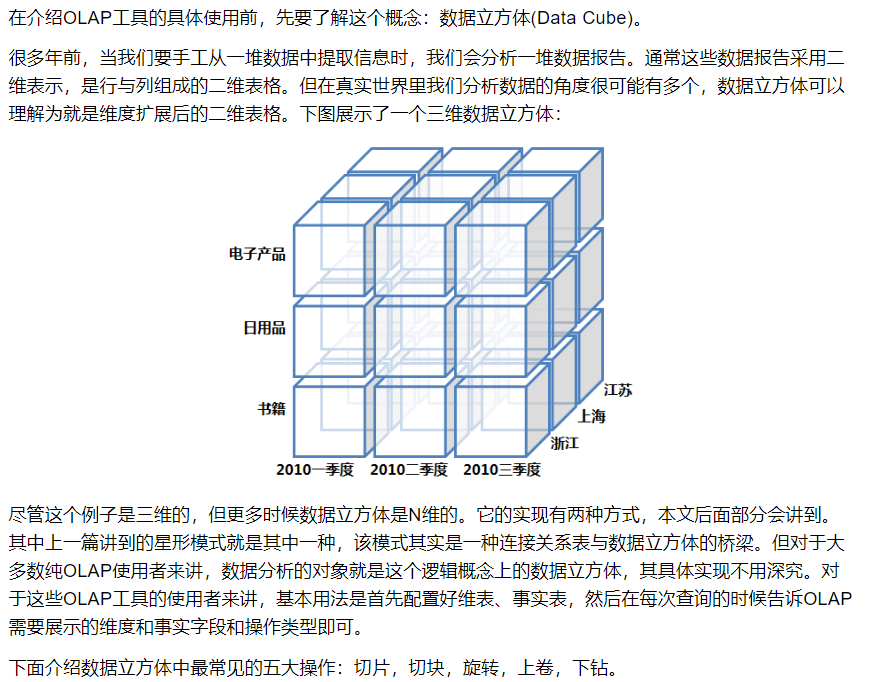 在介绍OLAP工具的具体使用前，先要了解这个概念：数据立方体(Data Cube)。
很多年前，当我们要手工从一堆数据中提取信息时，我们会分析一堆数据报告。通常这些数据报告采用二
维表示，是行与列组成的二维表格。但在真实世界里我们分析数据的角度很可能有多个，数据立方体可以
理解为就是维度扩展后的二维表格。下图展示了一个三维数据立方体：
电子产品
日用品
书籍
江苏
上海
浙江
2010一季度 2010二季度 2010三季度
尽管这个例子是三维的，但更多时候数据立方体是N维的。它的实现有两种方式，本文后面部分会讲到。
其中上一篇讲到的星形模式就是其中一种，该模式其实是一种连接关系表与数据立方体的桥梁。但对于大
多数纯OLAP使用者来讲，数据分析的对象就是这个逻辑概念上的数据立方体，其具体实现不用深究。对
于这些OLAP工具的使用者来讲，基本用法是首先配置好维表、事实表，然后在每次查询的时候告诉OLAP
需要展示的维度和事实字段和操作类型即可。
下面介绍数据立方体中最常见的五大操作：切片，切块，旋转，上卷，下钻。